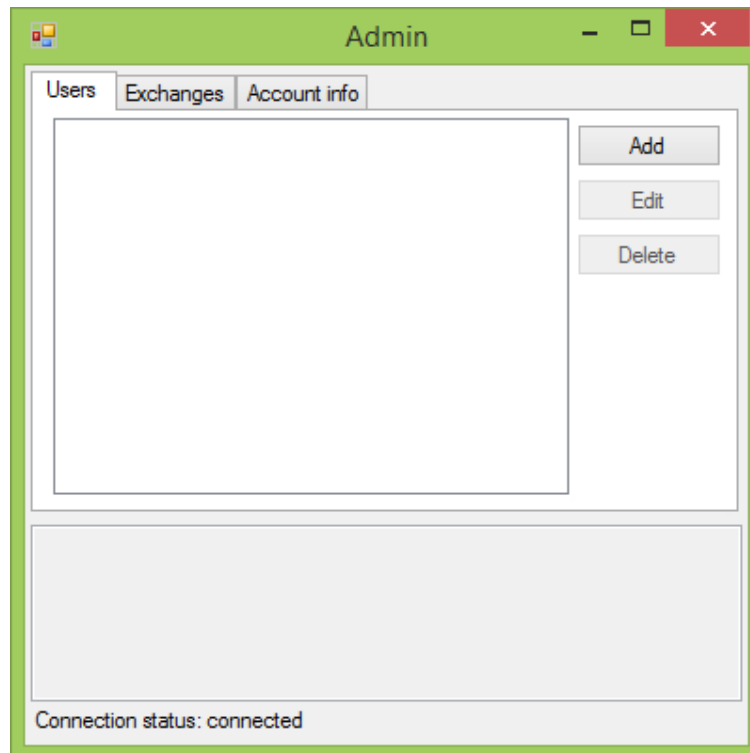 Admin
Users Exchanges Account info
Add
Edit
Delete
Connection status: connected